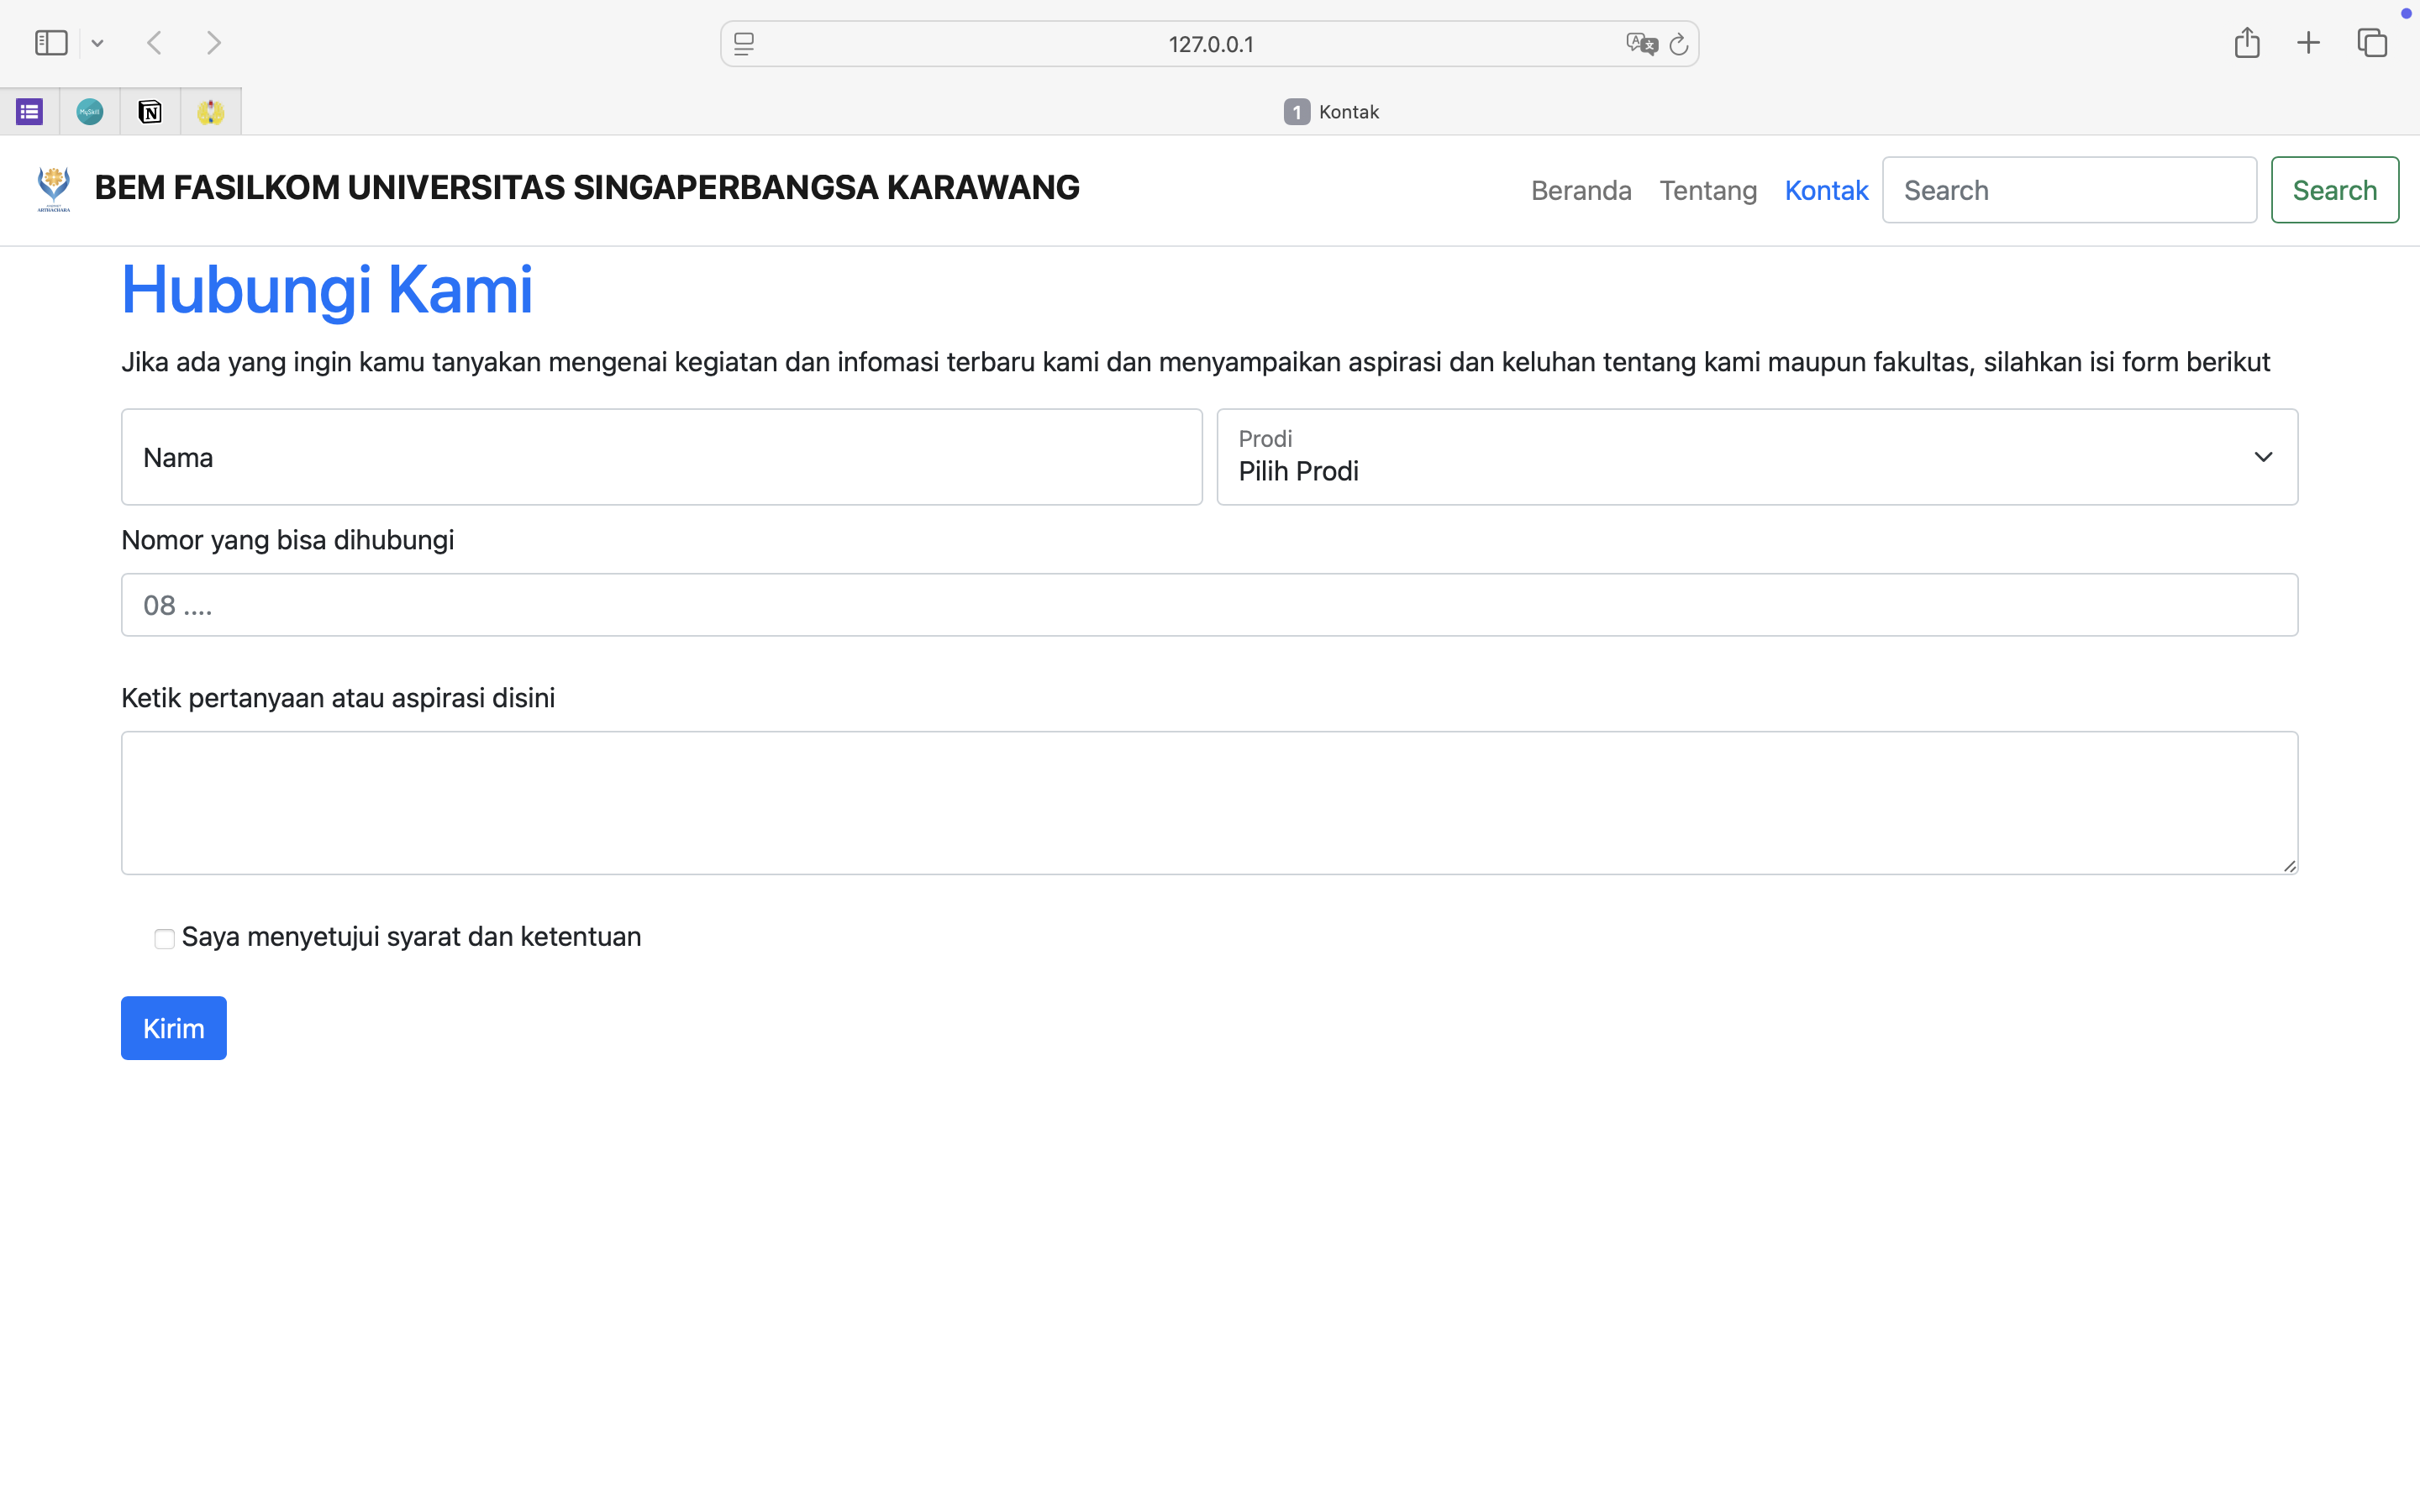 127.0.0.1
1 Kontak
BEM FASILKOM UNIVERSITAS SINGAPERBANGSA KARAWANG
Beranda Tentang Kontak Search Search
Hubungi Kami
Jika ada yang ingin kamu tanyakan mengenai kegiatan dan infomasi terbaru kami dan menyampaikan aspirasi dan keluhan tentang kami maupun fakultas, silahkan isi form berikut
Nama
Prodi
Pilih Prodi
Nomor yang bisa dihubungi
08 ....
Ketik pertanyaan atau aspirasi disini
Saya menyetujui syarat dan ketentuan
Kirim